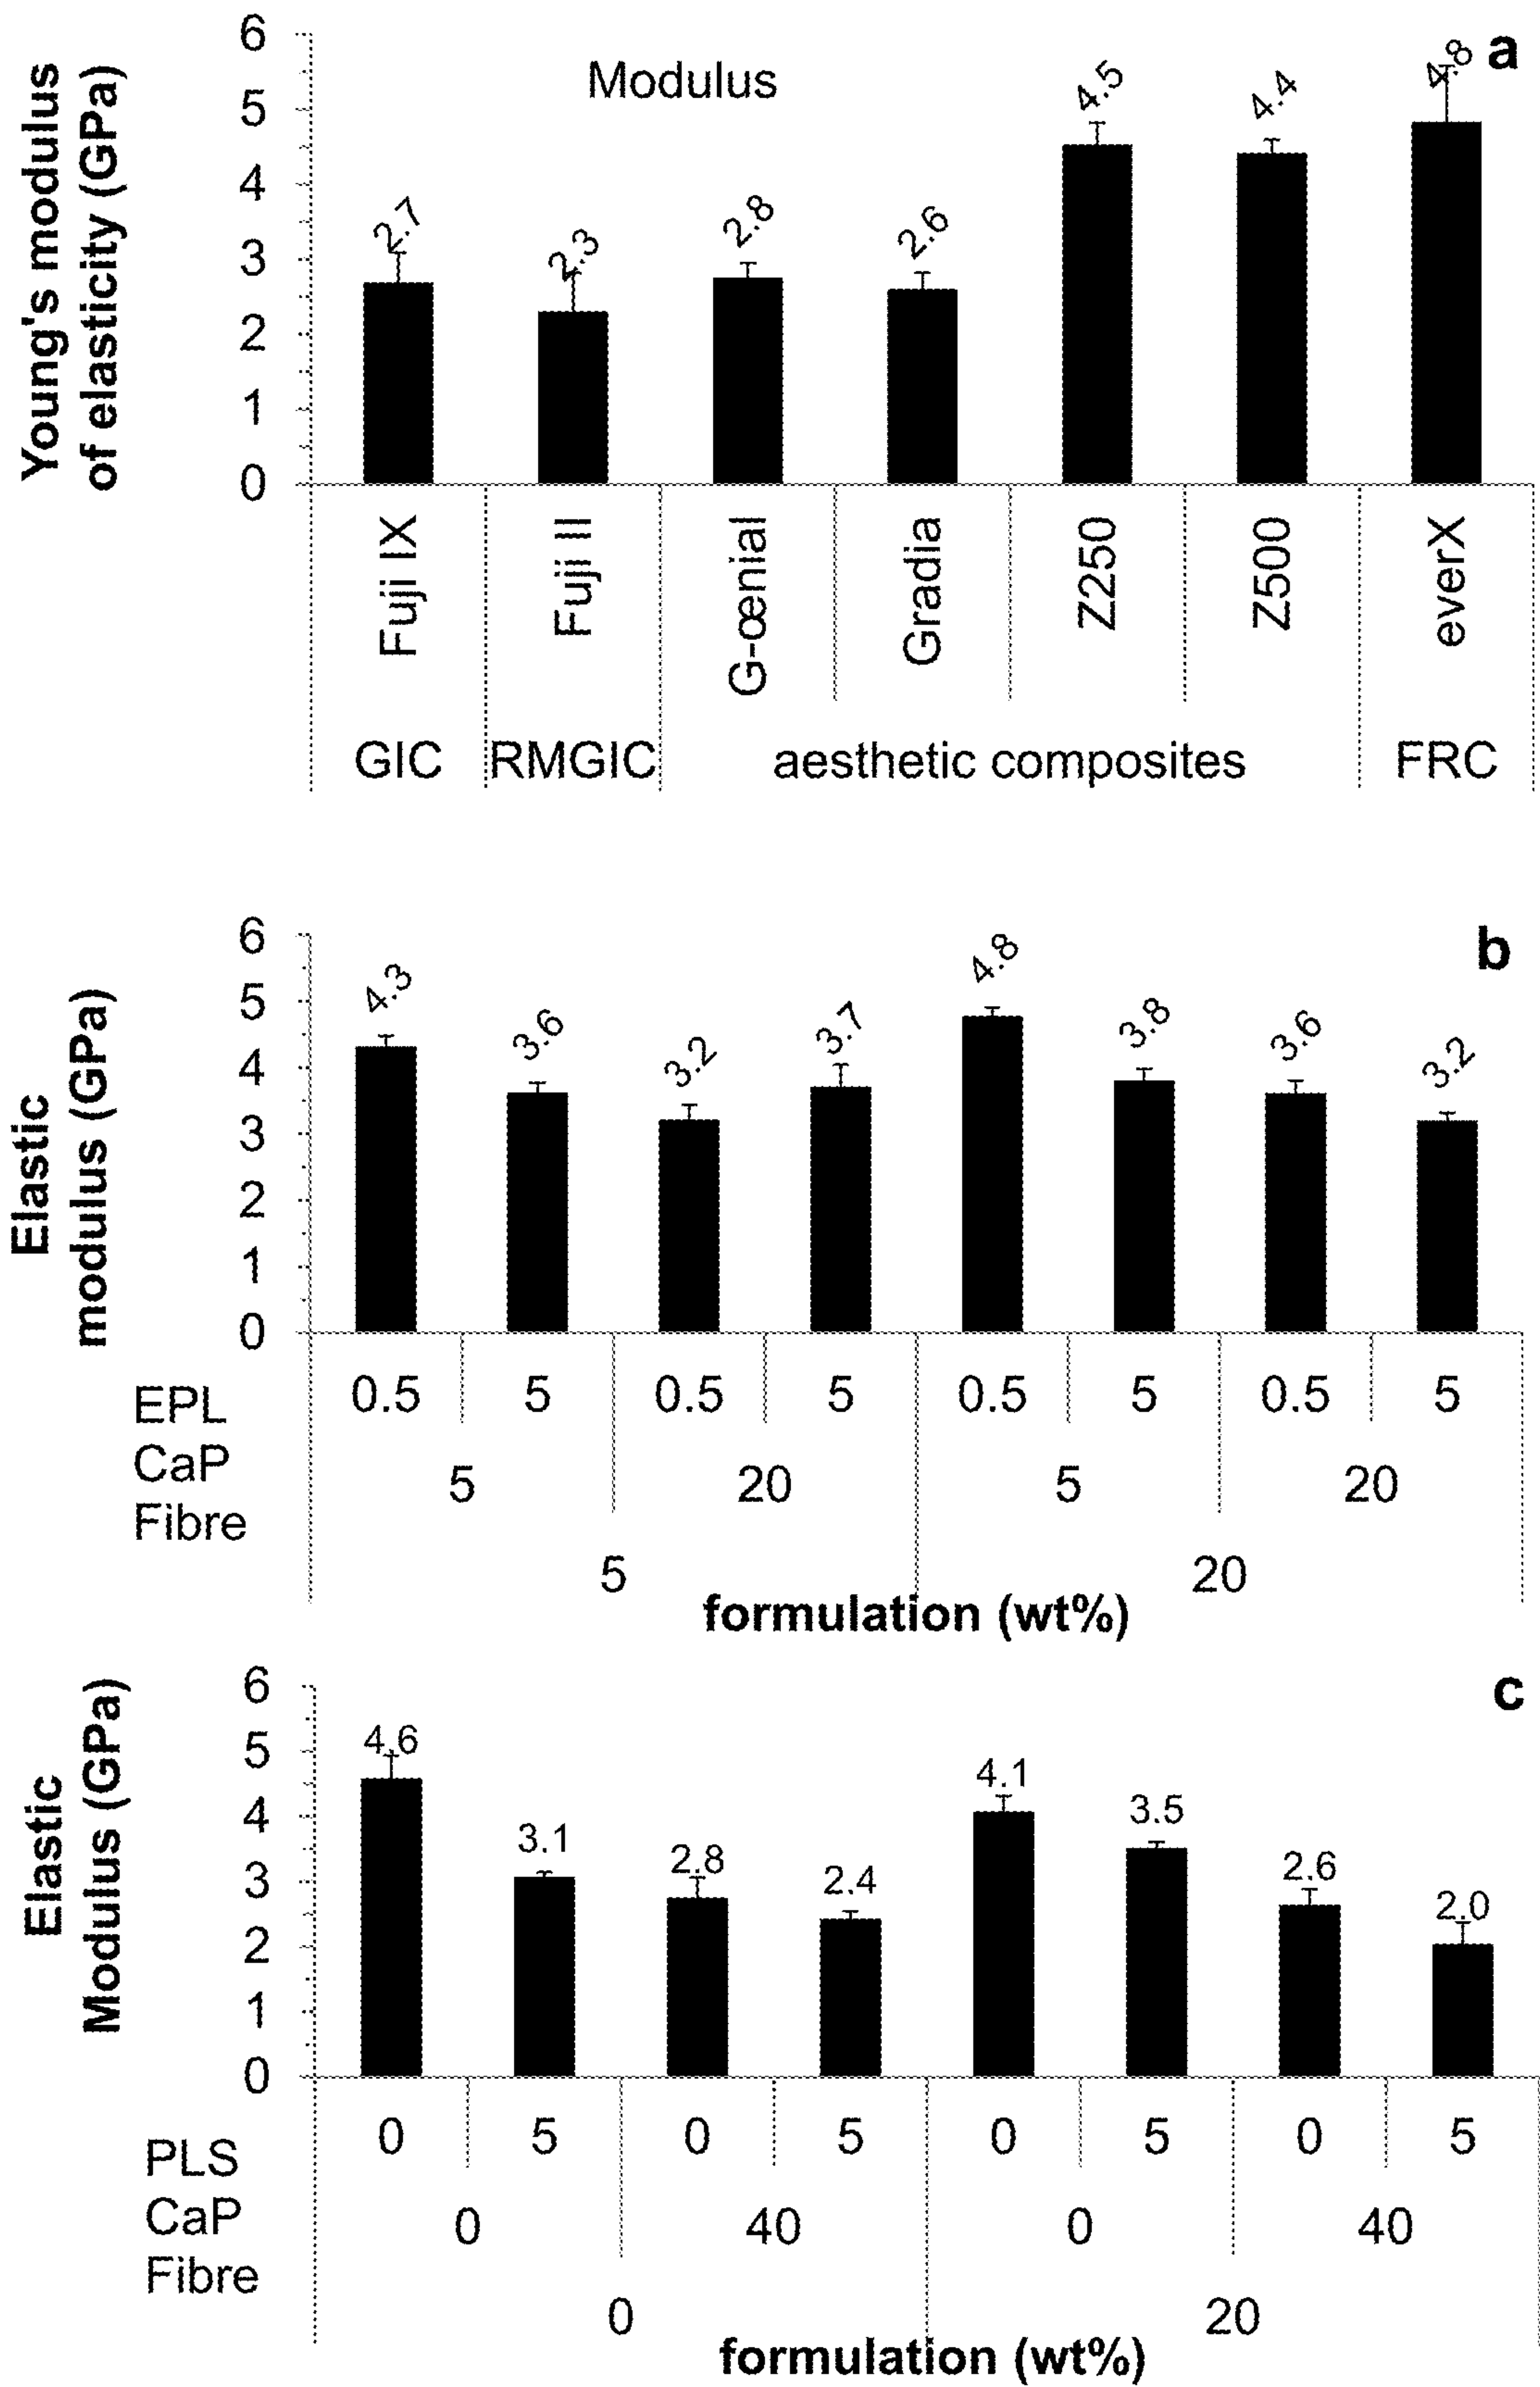 a
Modulus
Young's modulus
of elasticity (GPa)
6
5
4
3
2
1
0
2.7
2.3
2.8
2.6
4.5
4.4
4.8
Fuji IX
Fuji II
G-œnial
Gradia
Z250
Z500
everX
GIC
RMGIC
aesthetic composites
FRC
b
Elastic
modulus (GPa)
6
5
4
3
2
1
0
4.3
3.6
3.2
3.7
4.8
3.8
3.6
3.2
EPL
0.5 5 0.5 5 0.5 5 0.5 5
CaP
5 20 5 20
Fibre
5 20
formulation (wt%)
c
Elastic
Modulus (GPa)
6
5
4
3
2
1
0
4.6
3.1
2.8
2.4
4.1
3.5
2.6
2.0
PLS
0 5 0 5 0 5 0 5
CaP
0 40 0 40
Fibre
0 20
formulation (wt%)